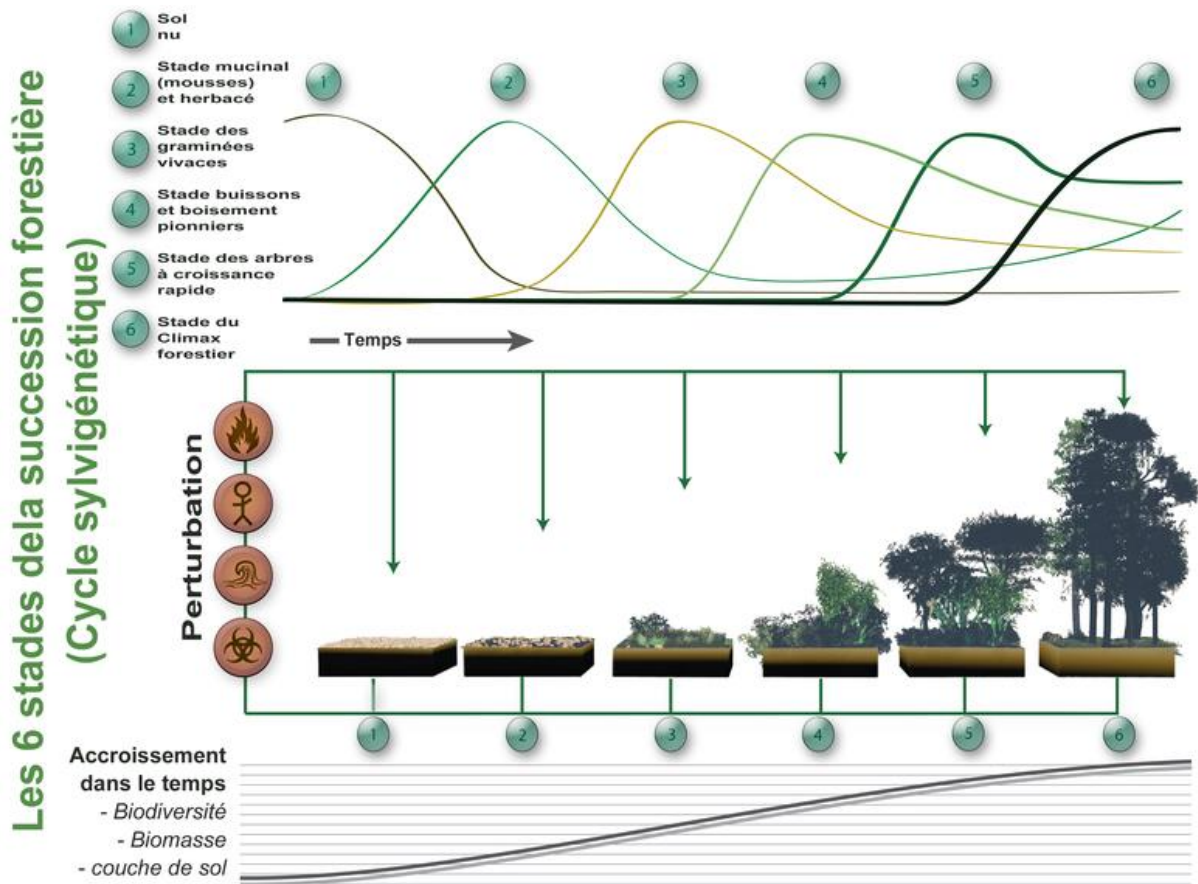 Les 6 stades dela succession forestière
(Cycle sylvigénétique)
1
Sol
nu
2
Stade mucinal
(mousses)
et herbacé
3
Stade des
graminées
vivaces
4
Stade buissons
et boisement
pionniers
5
Stade des arbres
à croissance
rapide
6
Stade du
Climax
forestier
1
2
3
4
5
6
Temps
Perturbation
1
2
3
4
5
6
Accroissement
dans le temps
- Biodiversité
- Biomasse
- couche de sol